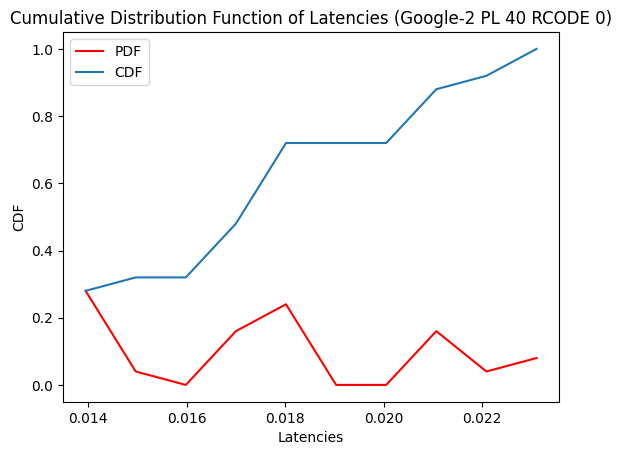 Cumulative Distribution Function of Latencies (Google-2 PL 40 RCODE 0)
PDF
CDF
1.0
0.8
0.6
0.4
0.2
0.0
CDF
0.014
0.016
0.018
0.020
0.022
Latencies